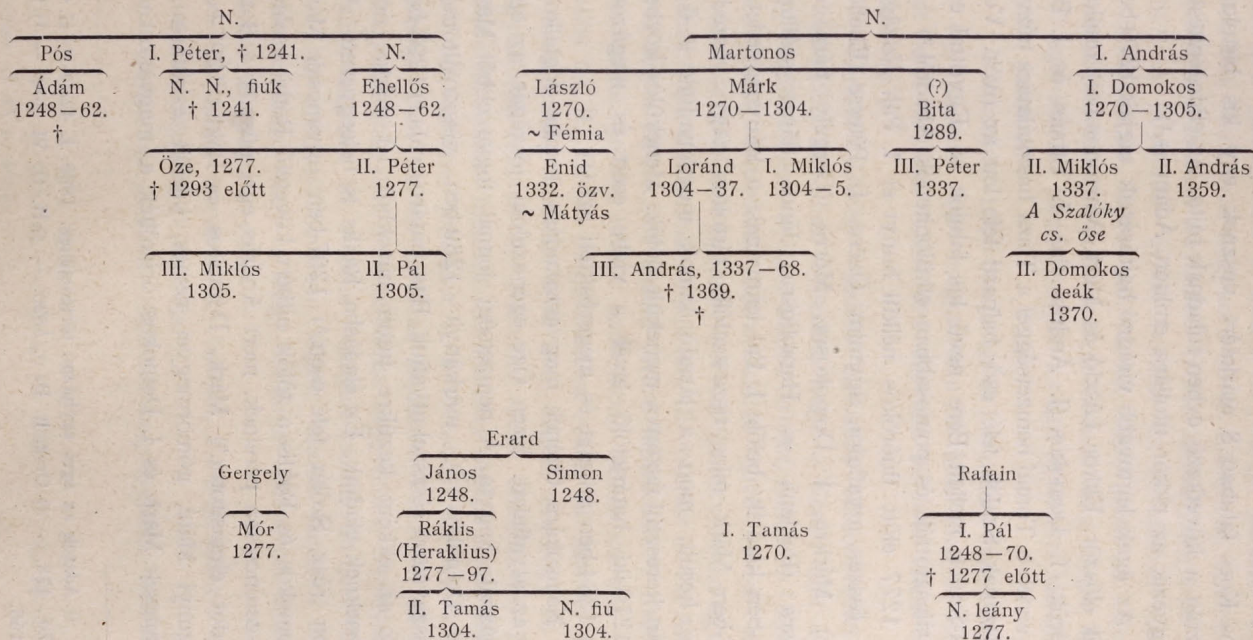 N. N.
Pós I. Péter, † 1241. N. Martonos I. András
Ádám N. N., fiúk Ehellős László Márk (?) I. Domokos
1248—62. † 1241. 1248—62. 1270. 1270—1304. Bita 1270—1305.
† ~ Fémia 1289.
Öze, 1277. II. Péter Enid Loránd I. Miklós III. Péter II. Miklós II. András
† 1293 előtt 1277. 1332. özv. 1304—37. 1304—5. 1337. 1337. 1359.
~ Mátyás A Szalóky
cs. őse
III. Miklós II. Pál III. András, 1337—68. II. Domokos
1305. 1305. † 1369. deák
† 1370.
Erard
Gergely János Simon Rafain
1248. 1248.
Mór Ráklis I. Tamás I. Pál
1277. (Heraklius) 1270. 1248—70.
1277—97. † 1277 előtt
II. Tamás N. fiú N. leány
1304. 1304. 1277.